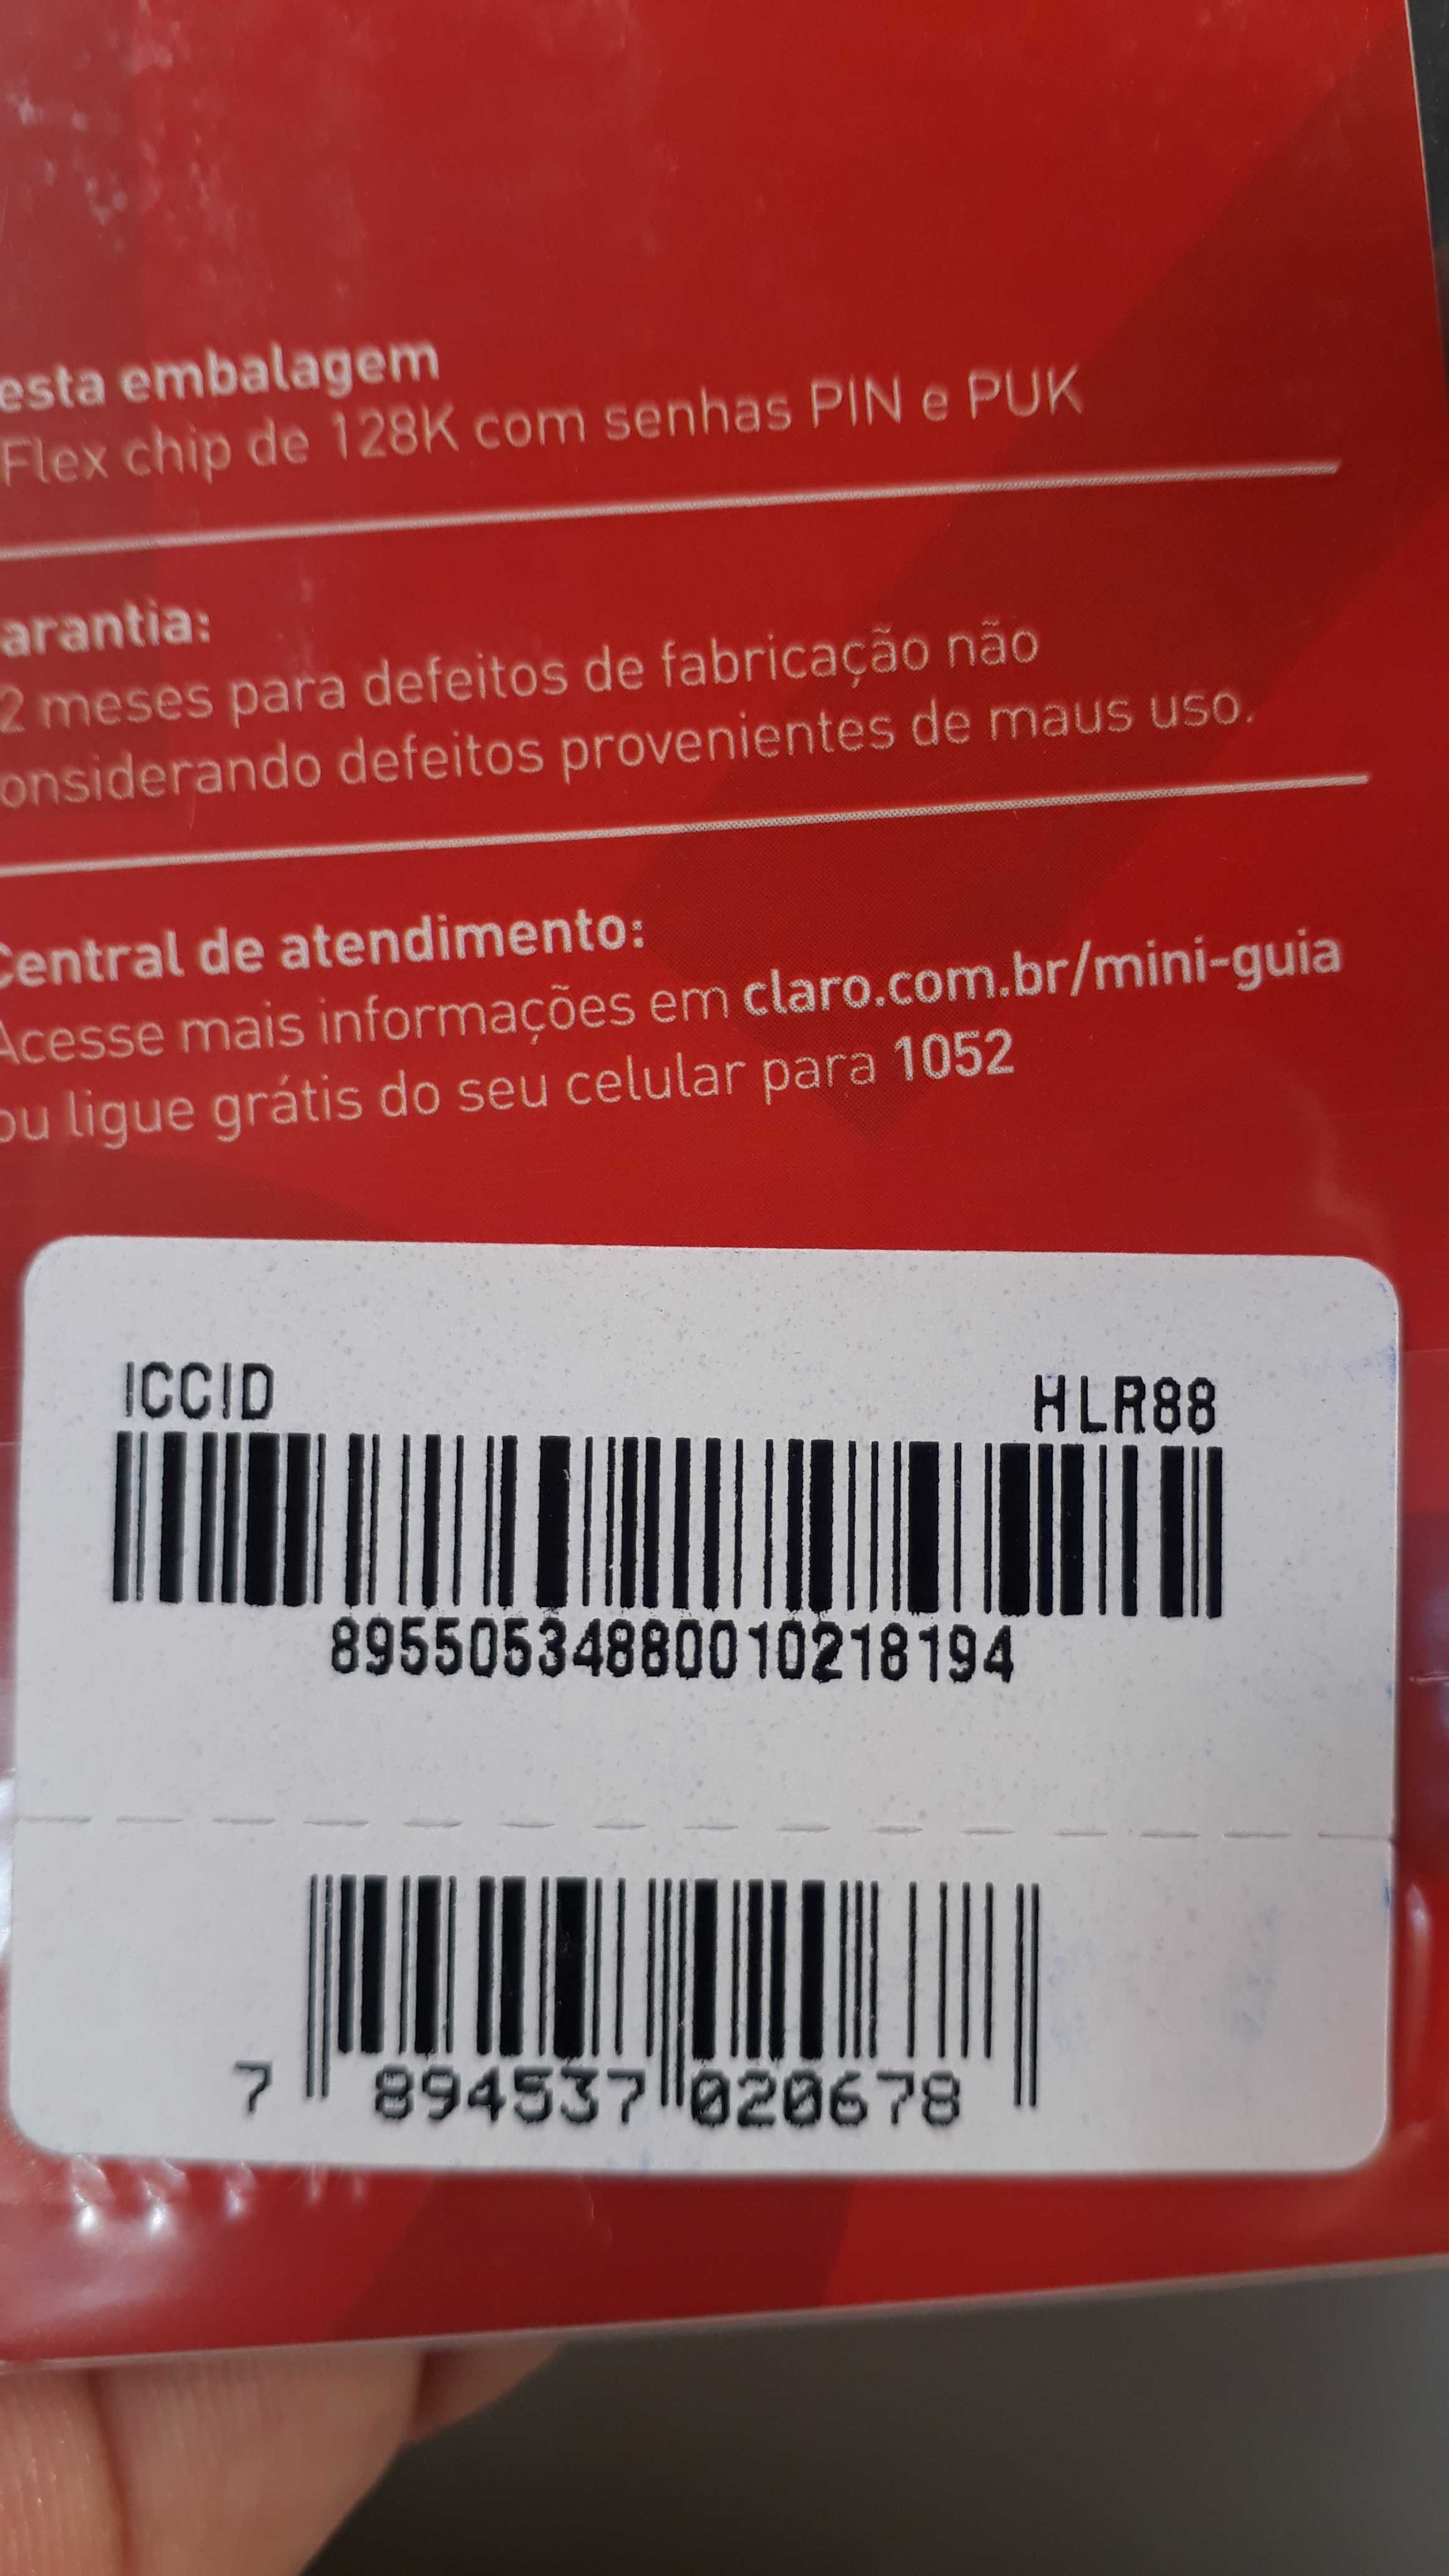 esta embalagem
Flex chip de 128K com senhas PIN e PUK
arantia:
2 meses para defeitos de fabricação não
onsiderando defeitos provenientes de maus uso.
Central de atendimento:
Acesse mais informações em claro.com.br/mini-guia
ou ligue grátis do seu celular para 1052
ICCID HLR88
89550534880010218194
7 894537 020678